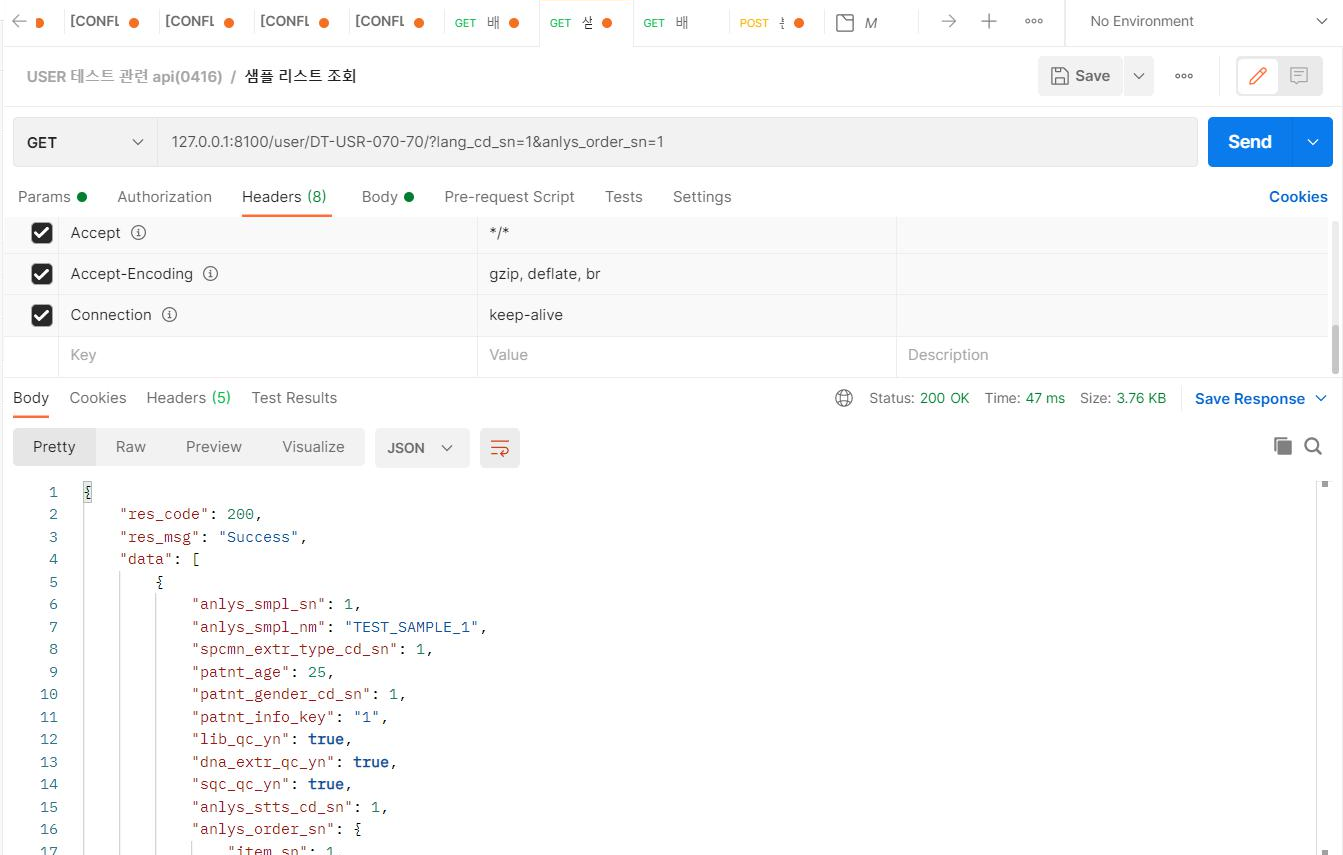 [CONFL [CONFL [CONFL [CONFL GET 배 GET 샅 GET 배 POST M No Environment
USER 테스트 관련 api(0416) / 샘플 리스트 조회 Save
GET 127.0.0.1:8100/user/DT-USR-070-70/?lang_cd_sn=1&anlys_order_sn=1 Send
Params Authorization Headers (8) Body Pre-request Script Tests Settings Cookies
Accept */*
Accept-Encoding gzip, deflate, br
Connection keep-alive
Key Value Description
Body Cookies Headers (5) Test Results Status: 200 OK Time: 47 ms Size: 3.76 KB Save Response
Pretty Raw Preview Visualize JSON
1 {
2 "res_code": 200,
3 "res_msg": "Success",
4 "data": [
5 {
6 "anlys_smpl_sn": 1,
7 "anlys_smpl_nm": "TEST_SAMPLE_1",
8 "spcmn_extr_type_cd_sn": 1,
9 "patnt_age": 25,
10 "patnt_gender_cd_sn": 1,
11 "patnt_info_key": "1",
12 "lib_qc_yn": true,
13 "dna_extr_qc_yn": true,
14 "sqc_qc_yn": true,
15 "anlys_stts_cd_sn": 1,
16 "anlys_order_sn": {
17 "item_sn": 1,